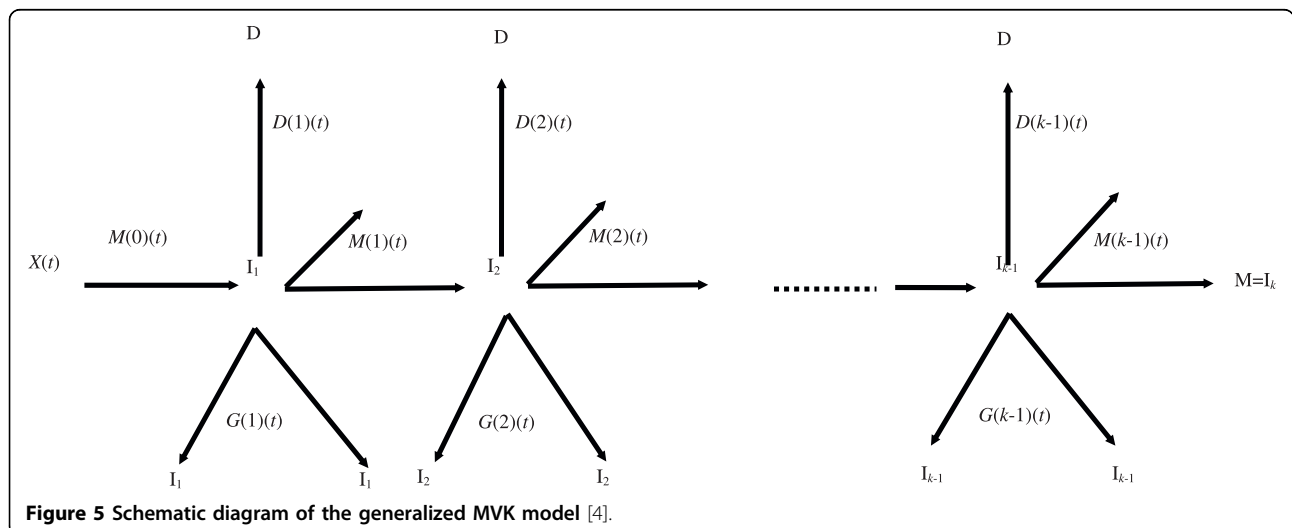 D D D
D(1)(t) D(2)(t) D(k-1)(t)
M(0)(t) M(1)(t) M(2)(t) M(k-1)(t)
X(t) I₁ I₂ Iₖ₋₁ M=Iₖ
G(1)(t) G(2)(t) G(k-1)(t)
I₁ I₁ I₂ I₂ Iₖ₋₁ Iₖ₋₁
Figure 5 Schematic diagram of the generalized MVK model [4].